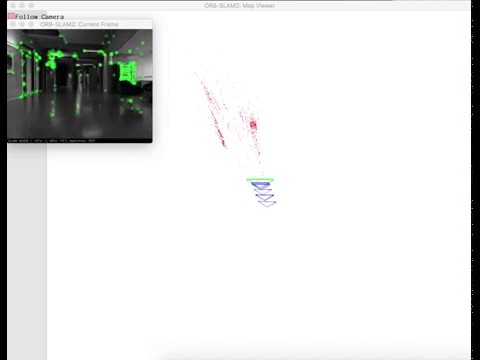 ORB-SLAM2: Map Viewer
Follow Camera
ORB-SLAM2: Current Frame